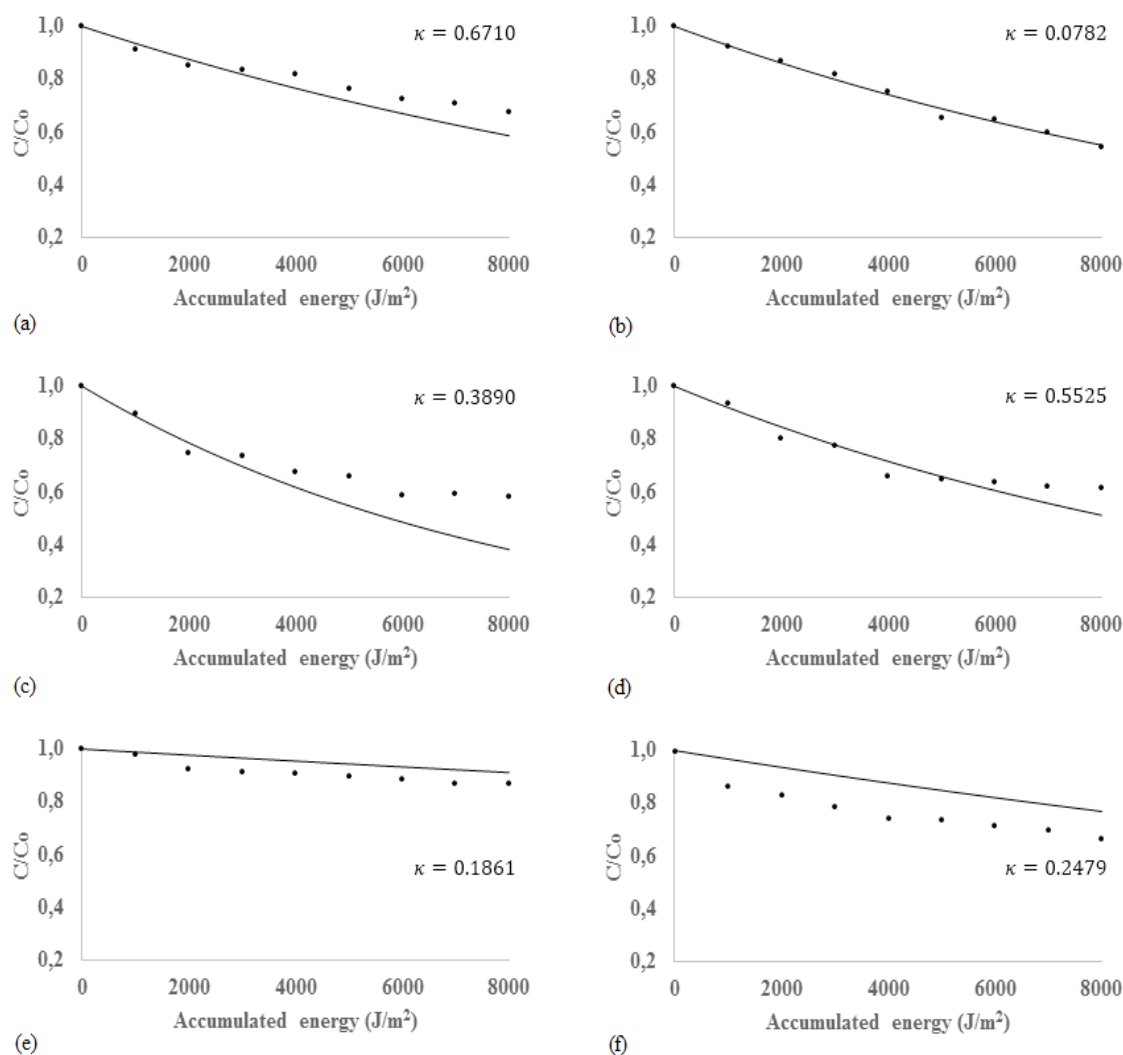 1,0
0,8
0,6
0,4
0,2
C/Co
κ = 0.6710
0 2000 4000 6000 8000
Accumulated energy (J/m²)
(a)
1,0
0,8
0,6
0,4
0,2
C/Co
κ = 0.0782
0 2000 4000 6000 8000
Accumulated energy (J/m²)
(b)
1,0
0,8
0,6
0,4
0,2
C/Co
κ = 0.3890
0 2000 4000 6000 8000
Accumulated energy (J/m²)
(c)
1,0
0,8
0,6
0,4
0,2
C/Co
κ = 0.5525
0 2000 4000 6000 8000
Accumulated energy (J/m²)
(d)
1,0
0,8
0,6
0,4
0,2
C/Co
κ = 0.1861
0 2000 4000 6000 8000
Accumulated energy (J/m²)
(e)
1,0
0,8
0,6
0,4
0,2
C/Co
κ = 0.2479
0 2000 4000 6000 8000
Accumulated energy (J/m²)
(f)